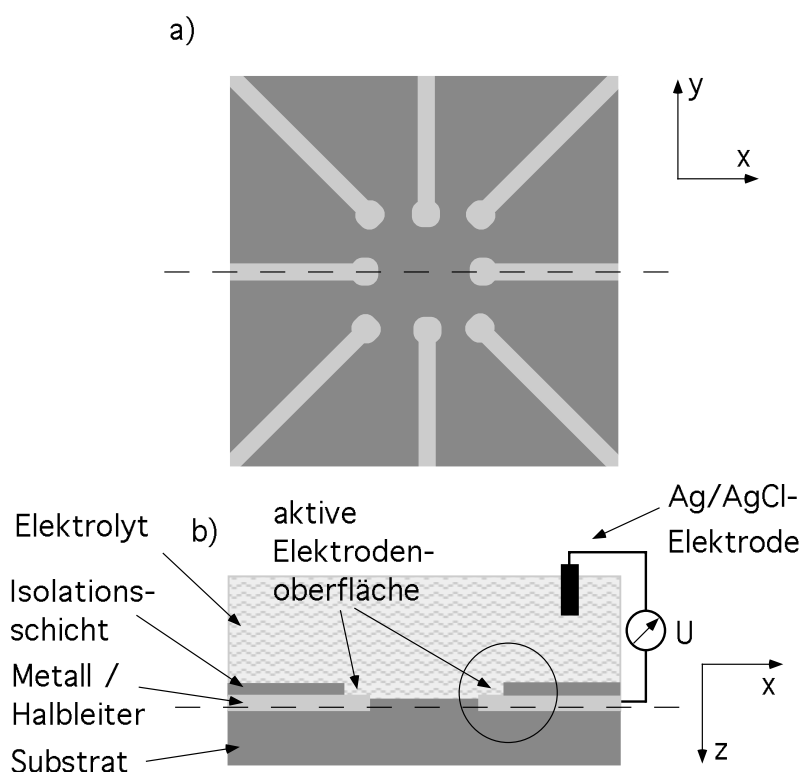 a)
y
x
Ag/AgCl-
Elektrode
Elektrolyt
b)
aktive
Elektroden-
oberfläche
Isolations-
schicht
U
Metall /
Halbleiter
x
Substrat
z